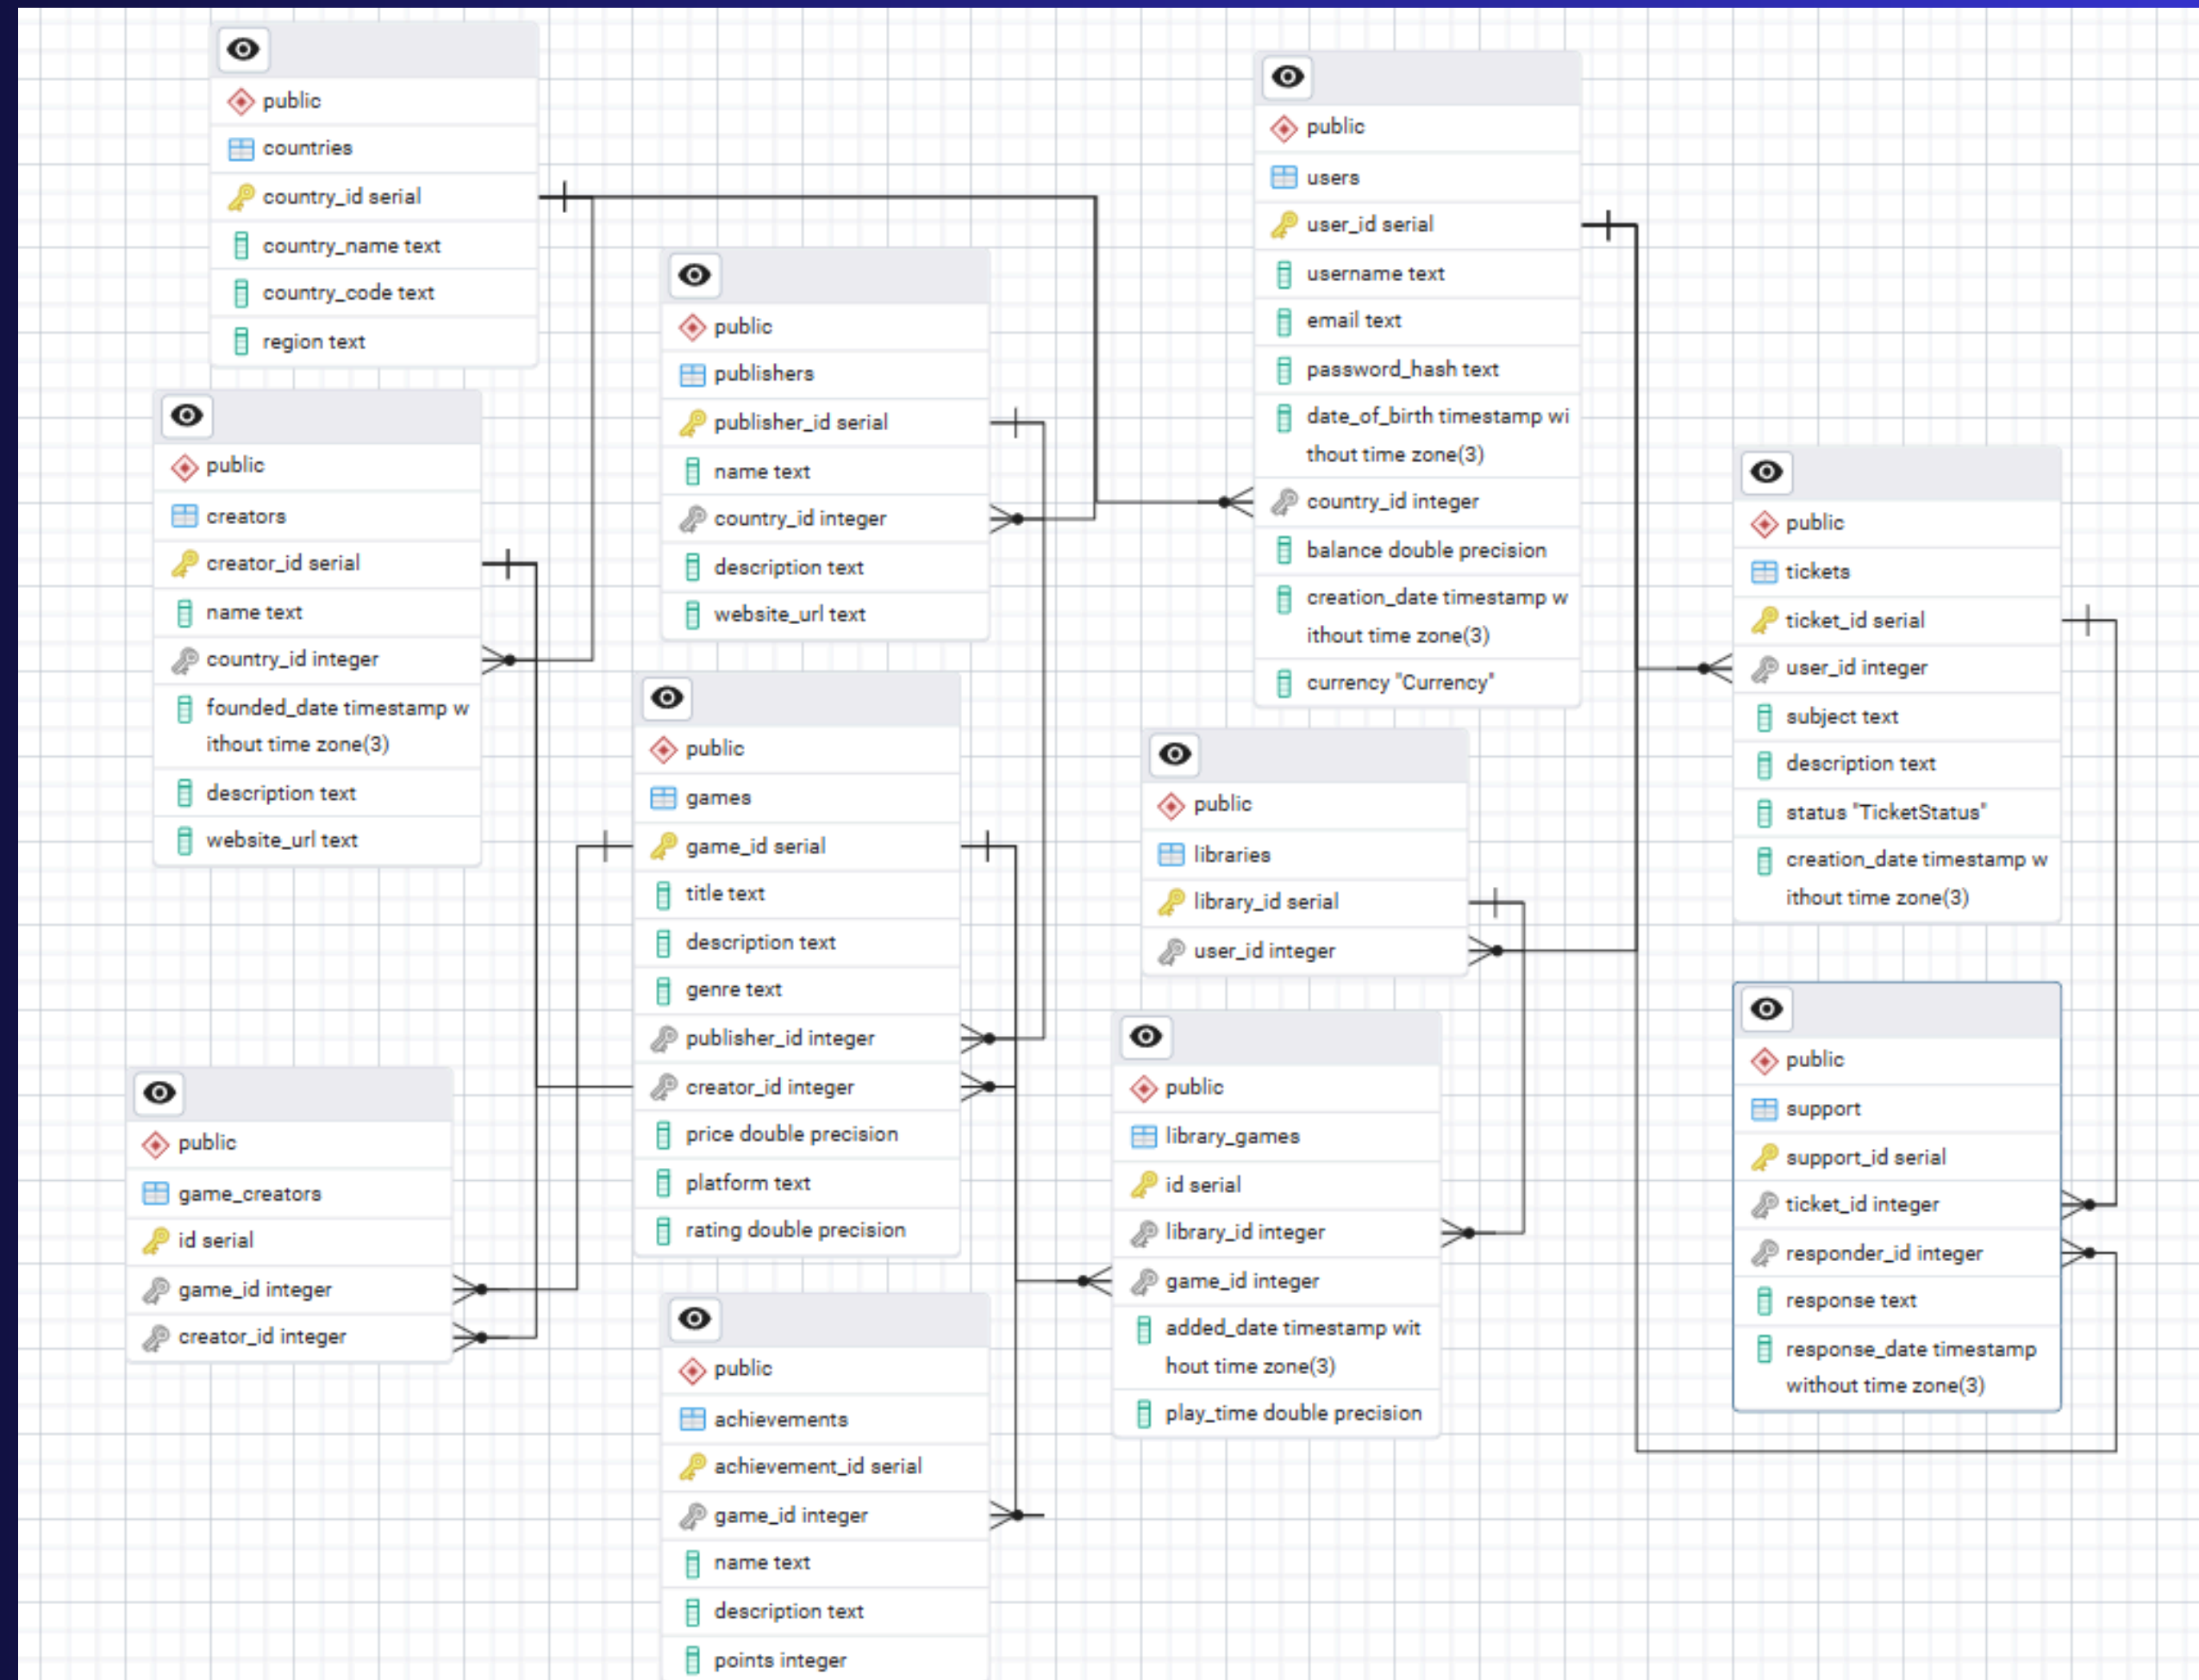 public
countries
country_id serial
country_name text
country_code text
region text
public
creators
creator_id serial
name text
country_id integer
founded_date timestamp w
ithout time zone(3)
description text
website_url text
public
game_creators
id serial
game_id integer
creator_id integer
public
publishers
publisher_id serial
name text
country_id integer
description text
website_url text
public
games
game_id serial
title text
description text
genre text
publisher_id integer
creator_id integer
price double precision
platform text
rating double precision
public
achievements
achievement_id serial
game_id integer
name text
description text
points integer
public
users
user_id serial
username text
email text
password_hash text
date_of_birth timestamp wi
thout time zone(3)
country_id integer
balance double precision
creation_date timestamp w
ithout time zone(3)
currency "Currency"
public
libraries
library_id serial
user_id integer
public
library_games
id serial
library_id integer
game_id integer
added_date timestamp wit
hout time zone(3)
play_time double precision
public
tickets
ticket_id serial
user_id integer
subject text
description text
status "TicketStatus"
creation_date timestamp w
ithout time zone(3)
public
support
support_id serial
ticket_id integer
responder_id integer
response text
response_date timestamp
without time zone(3)